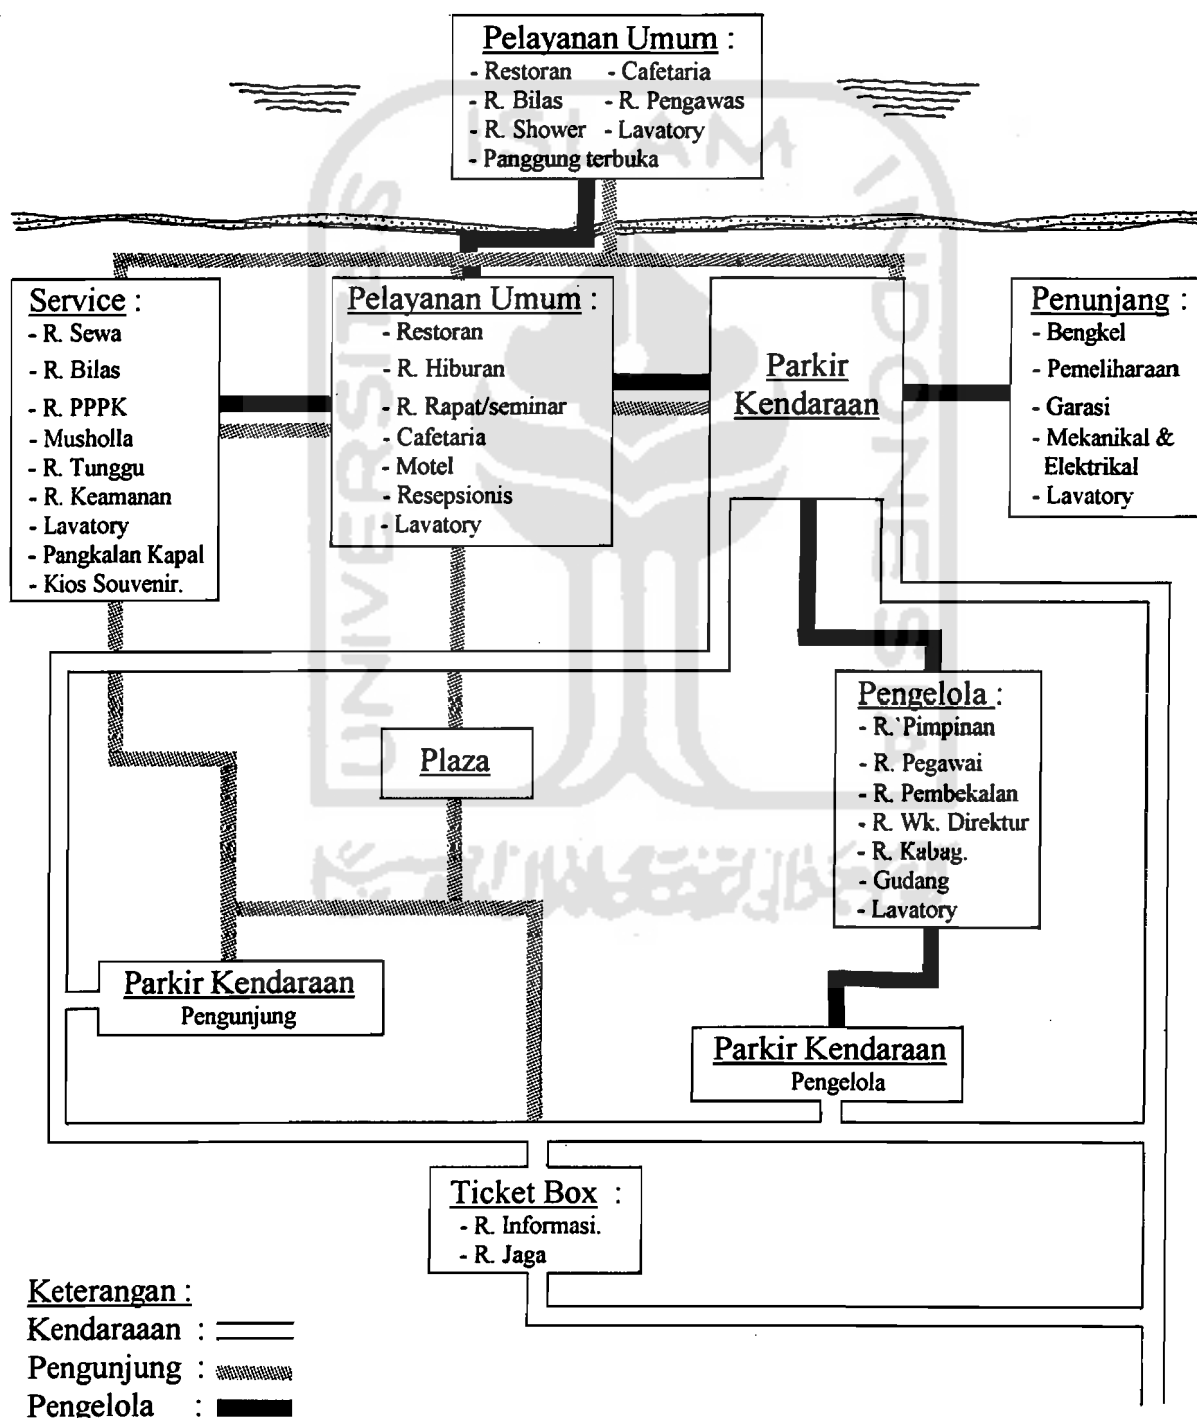 Pelayanan Umum :
- Restoran - Cafetaria
- R. Bilas - R. Pengawas
- R. Shower - Lavatory
- Panggung terbuka
Service :
- R. Sewa
- R. Bilas
- R. PPPK
- Musholla
- R. Tunggu
- R. Keamanan
- Lavatory
- Pangkalan Kapal
- Kios Souvenir.
Pelayanan Umum :
- Restoran
- R. Hiburan
- R. Rapat/seminar
- Cafetaria
- Motel
- Resepsionis
- Lavatory
Parkir
Kendaraan
Penunjang :
- Bengkel
- Pemeliharaan
- Garasi
- Mekanikal &
Elektrikal
- Lavatory
Plaza
Pengelola :
- R. Pimpinan
- R. Pegawai
- R. Pembekalan
- R. Wk. Direktur
- R. Kabag.
- Gudang
- Lavatory
Parkir Kendaraan
Pengunjung
Parkir Kendaraan
Pengelola
Ticket Box :
- R. Informasi.
- R. Jaga
Keterangan :
Kendaraaan :
Pengunjung :
Pengelola :
UNIVERSITAS
ISLAM
INDONESIA